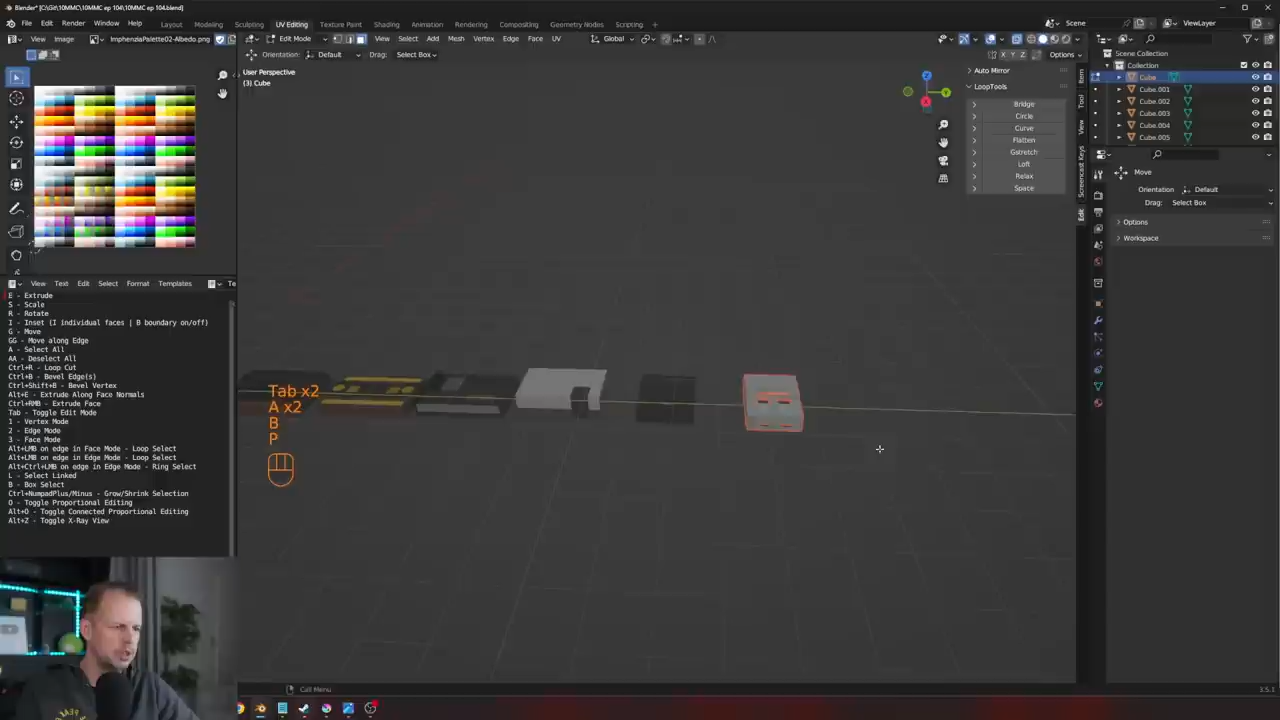 Blender* [C:\Git\10MMC\10MMC ep 104\10MMC ep 104.blend]
File Edit Render Window Help
Layout Modeling Sculpting UV Editing Texture Paint Shading Animation Rendering Compositing Geometry Nodes Scripting
Scene ViewLayer
View Image ImphenziaPalette02-Albedo.png
Edit Mode View Select Add Mesh Vertex Edge Face UV Global
Orientation: Default Drag: Select Box
X Y Z Options
User Perspective
(3) Cube
Auto Mirror
LoopTools
Bridge
Circle
Curve
Flatten
Gstretch
Loft
Relax
Space
Item
Tool
View
Screencast Keys
Edit
Scene Collection
Collection
Cube
Cube.001
Cube.002
Cube.003
Cube.004
Cube.005
Move
Orientation Default
Drag: Select Box
Options
Workspace
View Text Edit Select Format Templates Te
E - Extrude
S - Scale
R - Rotate
I - Inset (I individual faces | B boundary on/off)
G - Move
GG - Move along Edge
A - Select All
AA - Deselect All
Ctrl+R - Loop Cut
Ctrl+B - Bevel Edge(s)
Ctrl+Shift+B - Bevel Vertex
Alt+E - Extrude Along Face Normals
Ctrl+RMB - Extrude Face
Tab - Toggle Edit Mode
1 - Vertex Mode
2 - Edge Mode
3 - Face Mode
Alt+LMB on edge in Face Mode - Loop Select
Alt+LMB on edge in Edge Mode - Loop Select
Alt+Ctrl+LMB on edge in Edge Mode - Ring Select
L - Select Linked
B - Box Select
Ctrl+NumpadPlus/Minus - Grow/Shrink Selection
O - Toggle Proportional Editing
Alt+O - Toggle Connected Proportional Editing
Alt+Z - Toggle X-Ray View
Tab x2
A x2
B
P
Call Menu
3.5.1